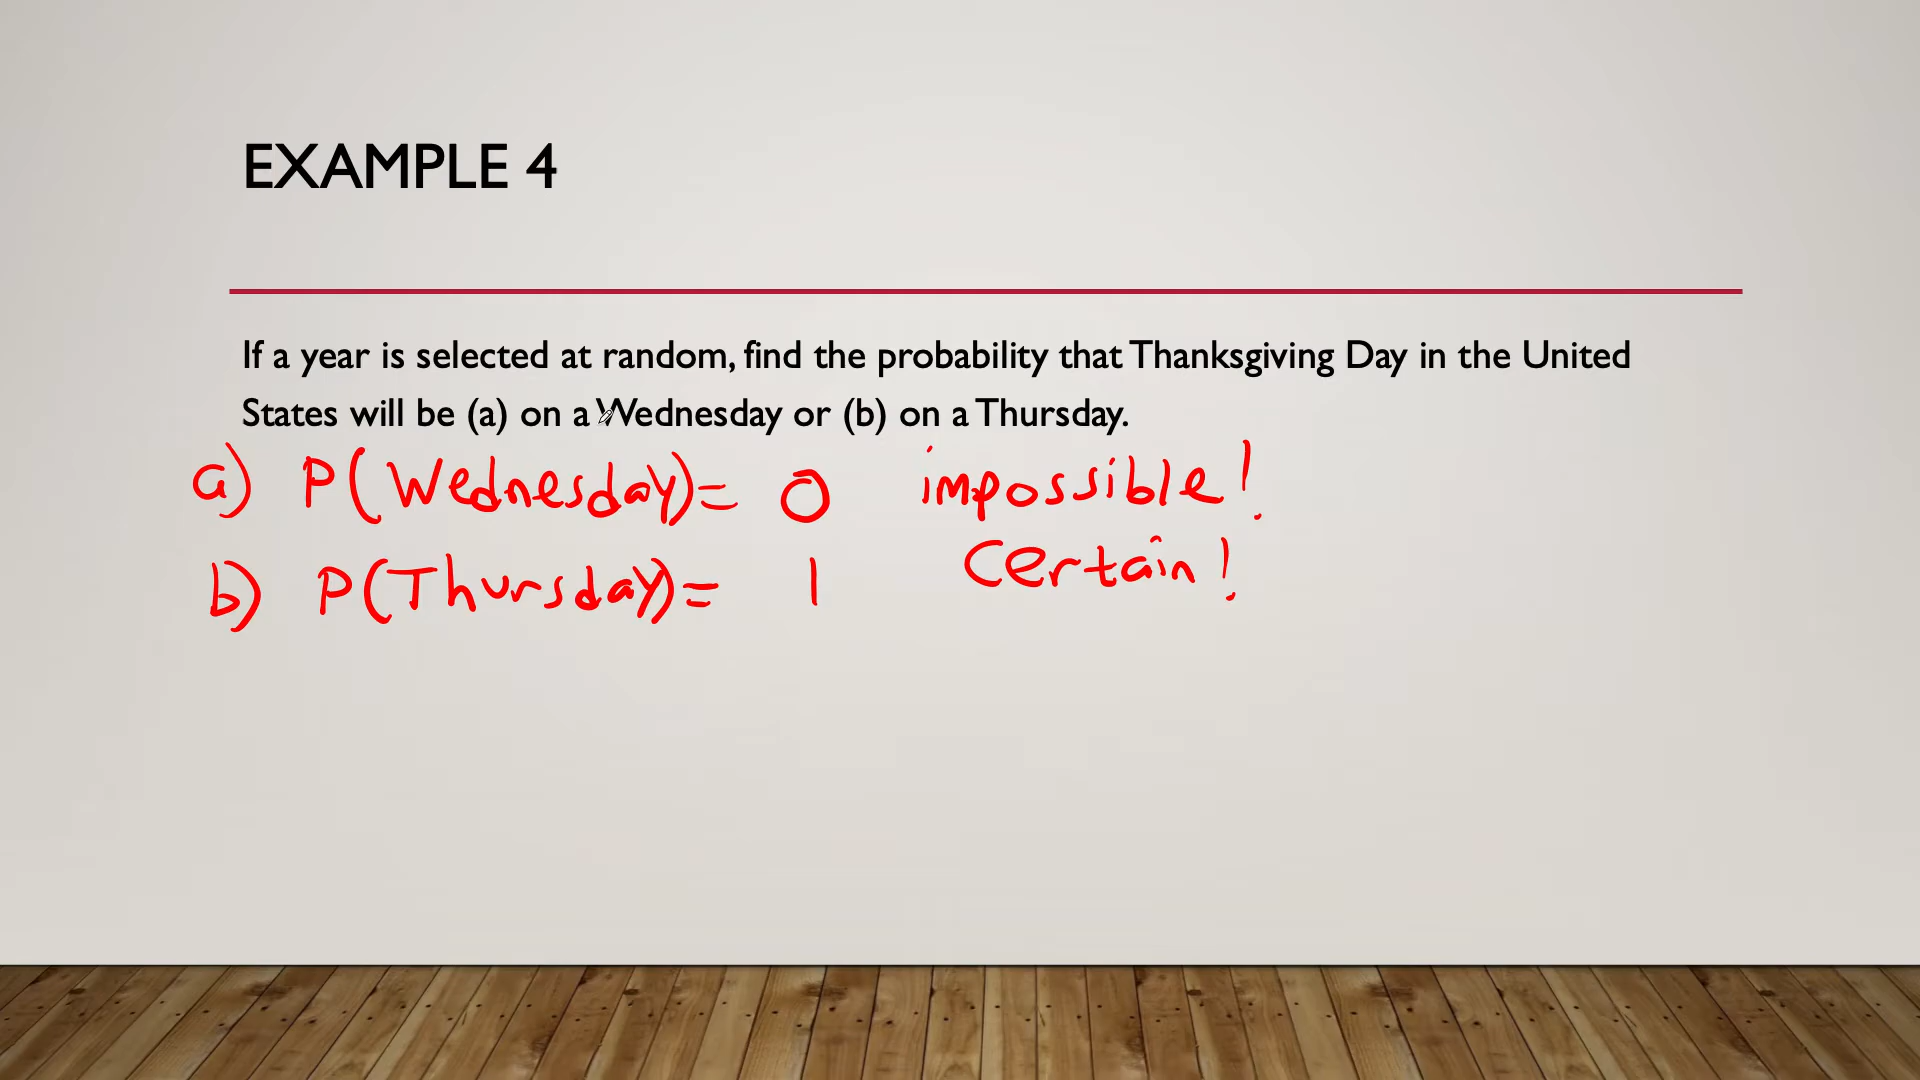 EXAMPLE 4
If a year is selected at random, find the probability that Thanksgiving Day in the United
States will be (a) on a Wednesday or (b) on a Thursday.
a) P(Wednesday)= 0 impossible!
b) P(Thursday)= 1 Certain!